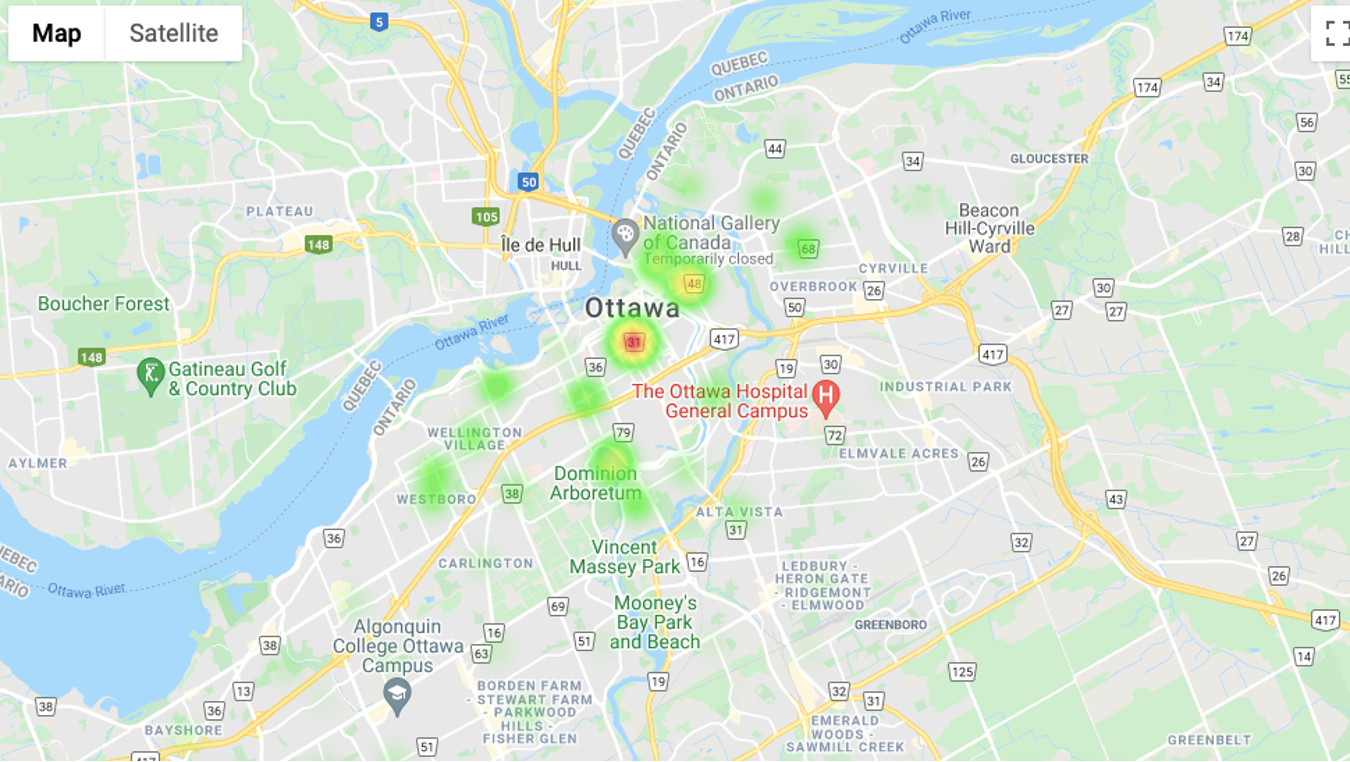 Map
Satellite
5
Ottawa River
174
QUEBEC
ONTARIO
174
34
55
56
QUEBEC
ONTARIO
44
34
GLOUCESTER
30
50
PLATEAU
105
148
Île de Hull
HULL
National Gallery
of Canada
Temporarily closed
68
Beacon
Hill-Cyrville
Ward
28
CH
HILL
CYRVILLE
OVERBROOK
26
48
30
27
27
50
Boucher Forest
Ottawa
Ottawa River
148
31
417
417
36
19
30
Gatineau Golf
& Country Club
QUEBEC
ONTARIO
The Ottawa Hospital
General Campus
INDUSTRIAL PARK
WELLINGTON
VILLAGE
79
72
ELMVALE ACRES
26
AYLMER
Dominion
Arboretum
WESTBORO
38
43
ALTA VISTA
31
36
32
27
QUEBEC
ONTARIO
Ottawa River
CARLINGTON
Vincent
Massey Park
16
LEDBURY -
HERON GATE
- RIDGEMONT
- ELMWOOD
26
69
Mooney's
Bay Park
and Beach
GREENBORO
417
Algonquin
College Ottawa
Campus
16
51
63
38
14
125
19
13
36
38
BORDEN FARM
- STEWART FARM
- PARKWOOD
HILLS -
FISHER GLEN
32
31
BAYSHORE
51
417
EMERALD
WOODS -
SAWMILL CREEK
GREENBELT